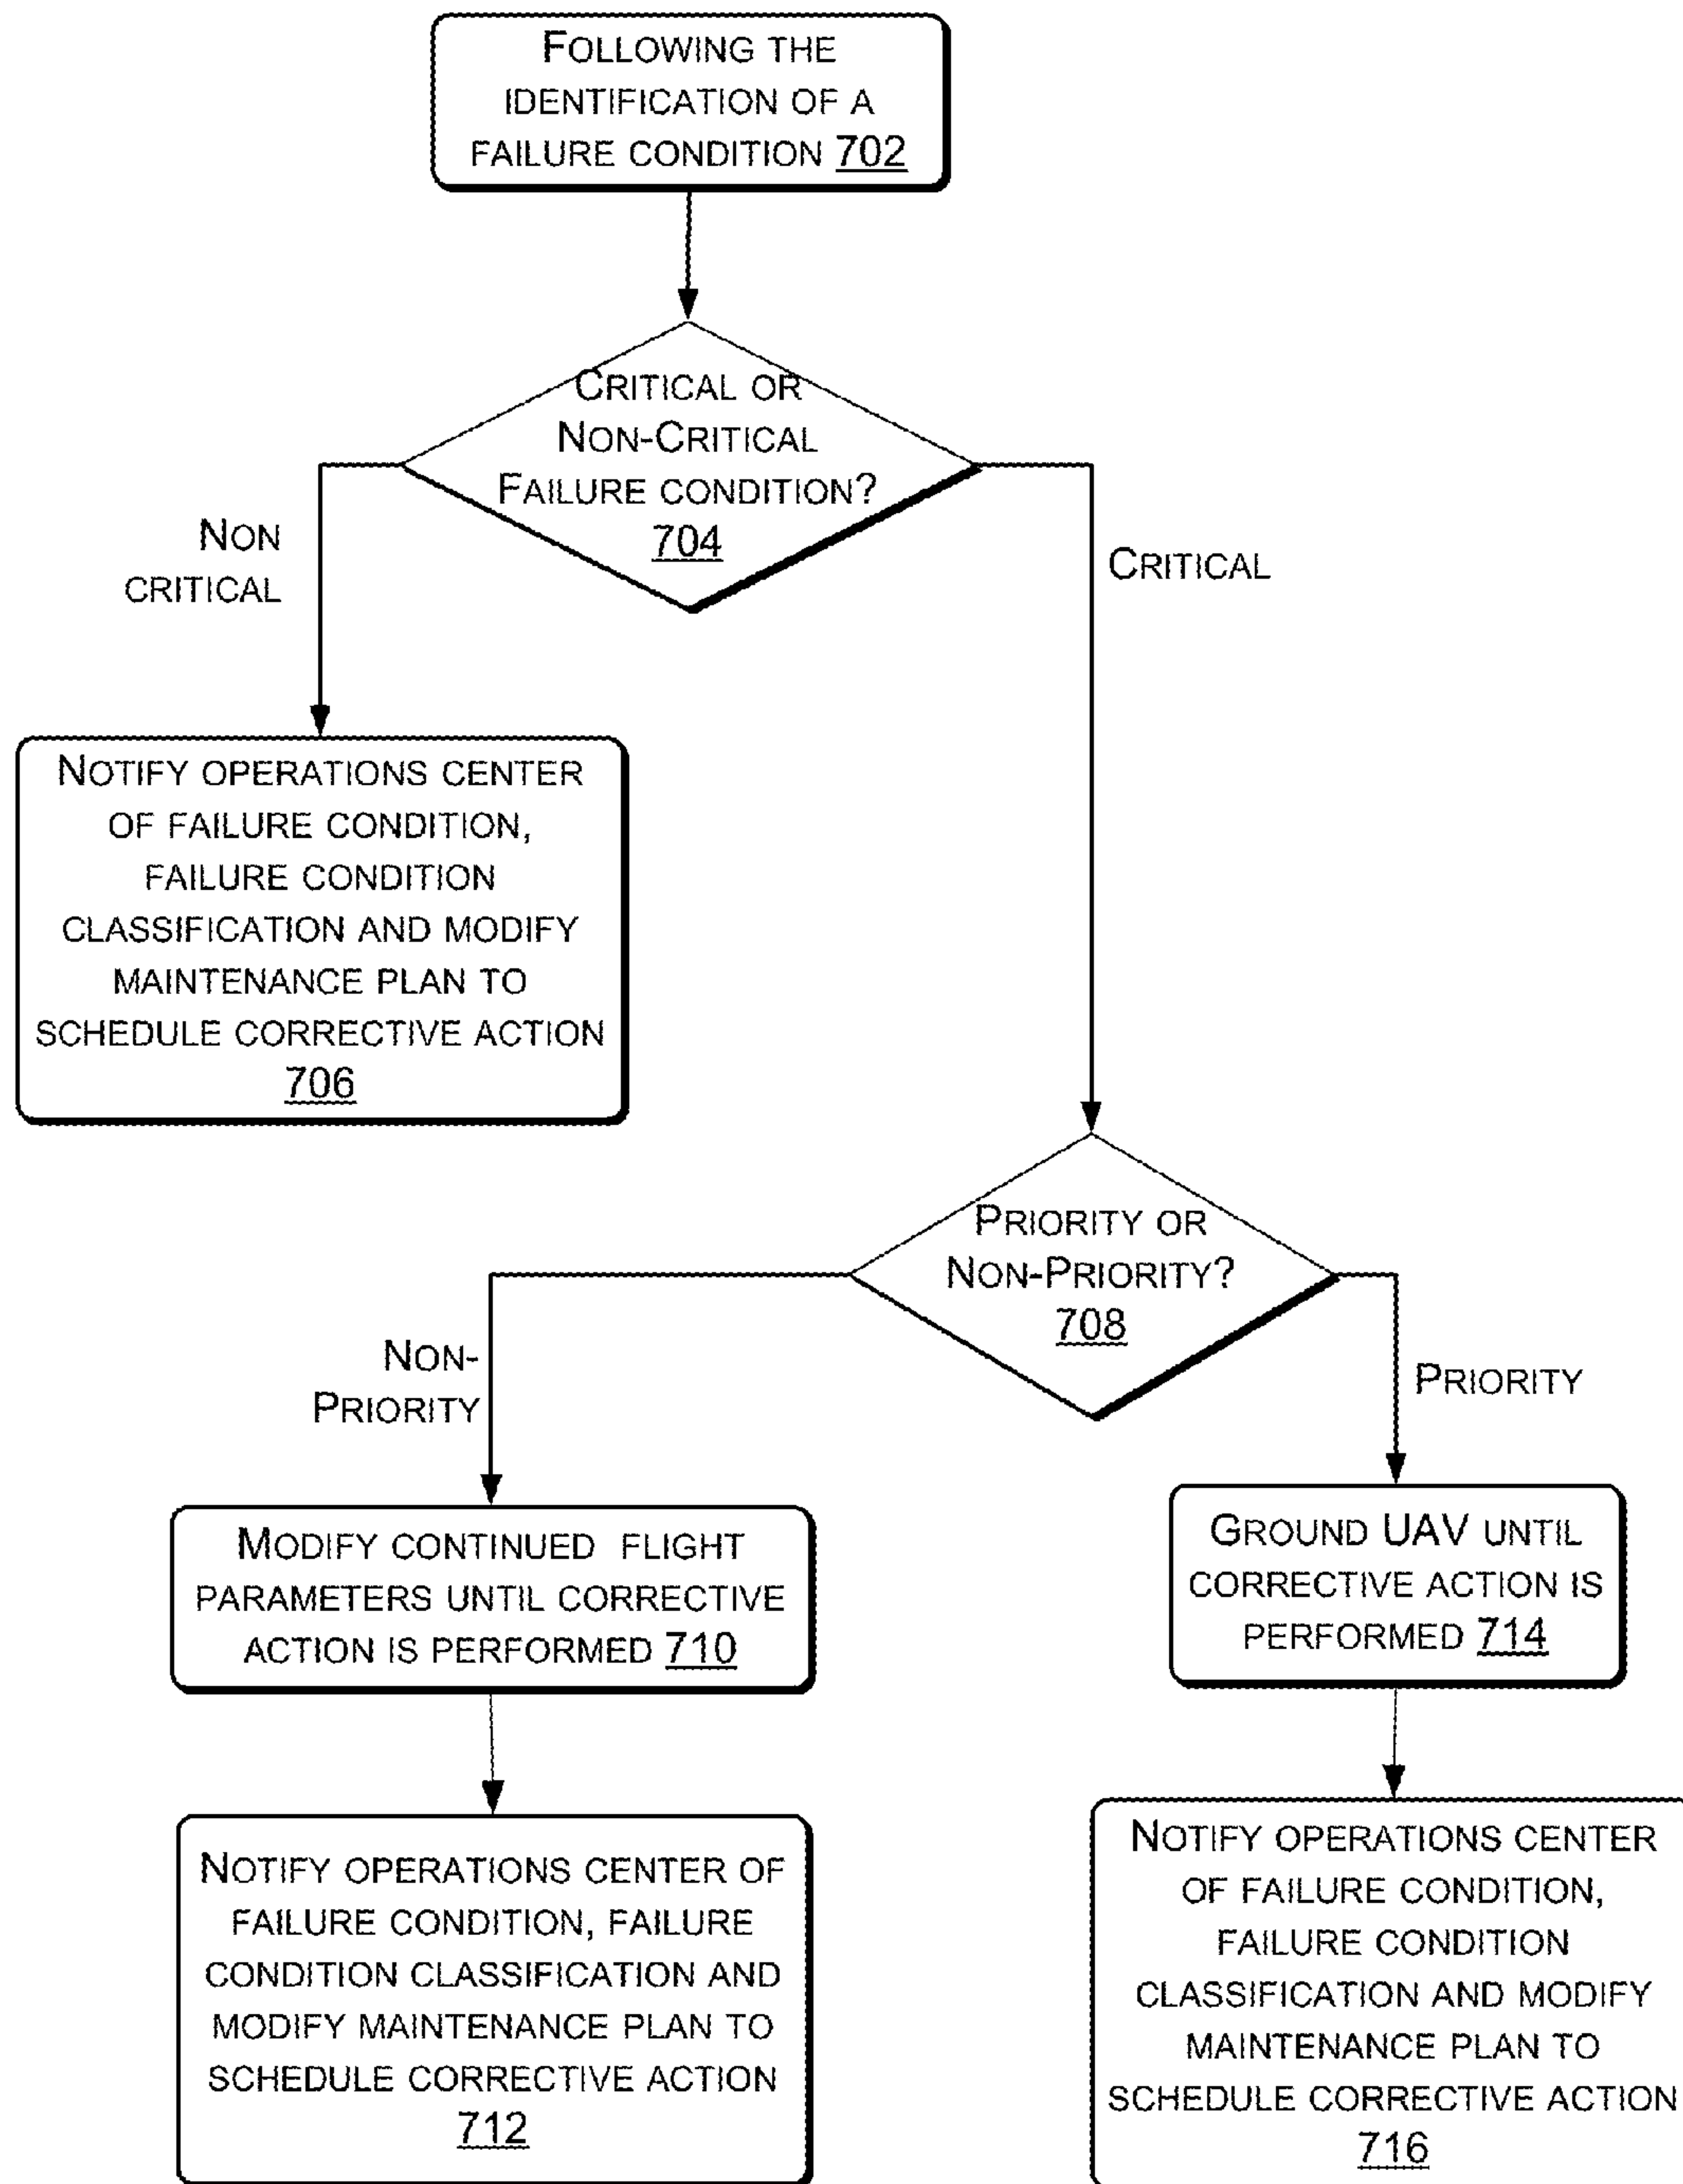 FOLLOWING THE
IDENTIFICATION OF A
FAILURE CONDITION 702
CRITICAL OR
NON-CRITICAL
FAILURE CONDITION?
704
NON
CRITICAL
CRITICAL
NOTIFY OPERATIONS CENTER
OF FAILURE CONDITION,
FAILURE CONDITION
CLASSIFICATION AND MODIFY
MAINTENANCE PLAN TO
SCHEDULE CORRECTIVE ACTION
706
PRIORITY OR
NON-PRIORITY?
708
NON-
PRIORITY
PRIORITY
MODIFY CONTINUED FLIGHT
PARAMETERS UNTIL CORRECTIVE
ACTION IS PERFORMED 710
GROUND UAV UNTIL
CORRECTIVE ACTION IS
PERFORMED 714
NOTIFY OPERATIONS CENTER OF
FAILURE CONDITION, FAILURE
CONDITION CLASSIFICATION AND
MODIFY MAINTENANCE PLAN TO
SCHEDULE CORRECTIVE ACTION
712
NOTIFY OPERATIONS CENTER
OF FAILURE CONDITION,
FAILURE CONDITION
CLASSIFICATION AND MODIFY
MAINTENANCE PLAN TO
SCHEDULE CORRECTIVE ACTION
716